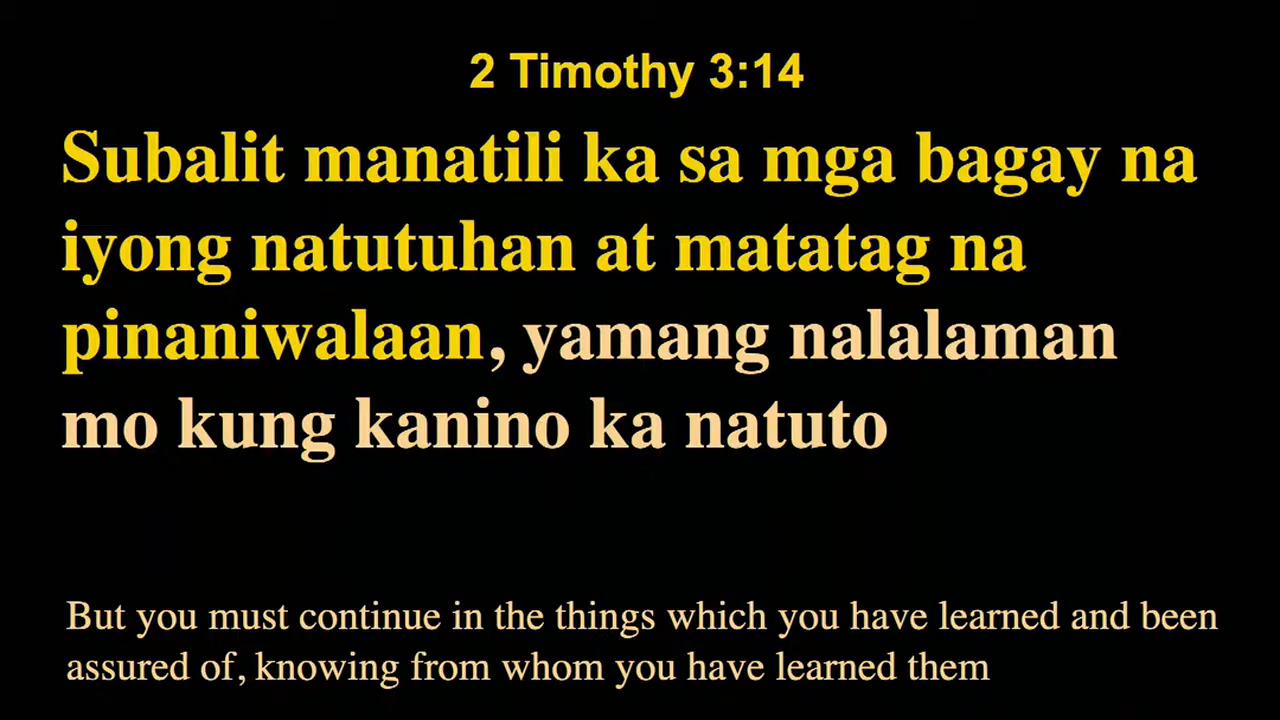 2 Timothy 3:14
Subalit manatili ka sa mga bagay na
iyong natutuhan at matatag na
pinaniwalaan, yamang nalalaman
mo kung kanino ka natuto
But you must continue in the things which you have learned and been
assured of, knowing from whom you have learned them